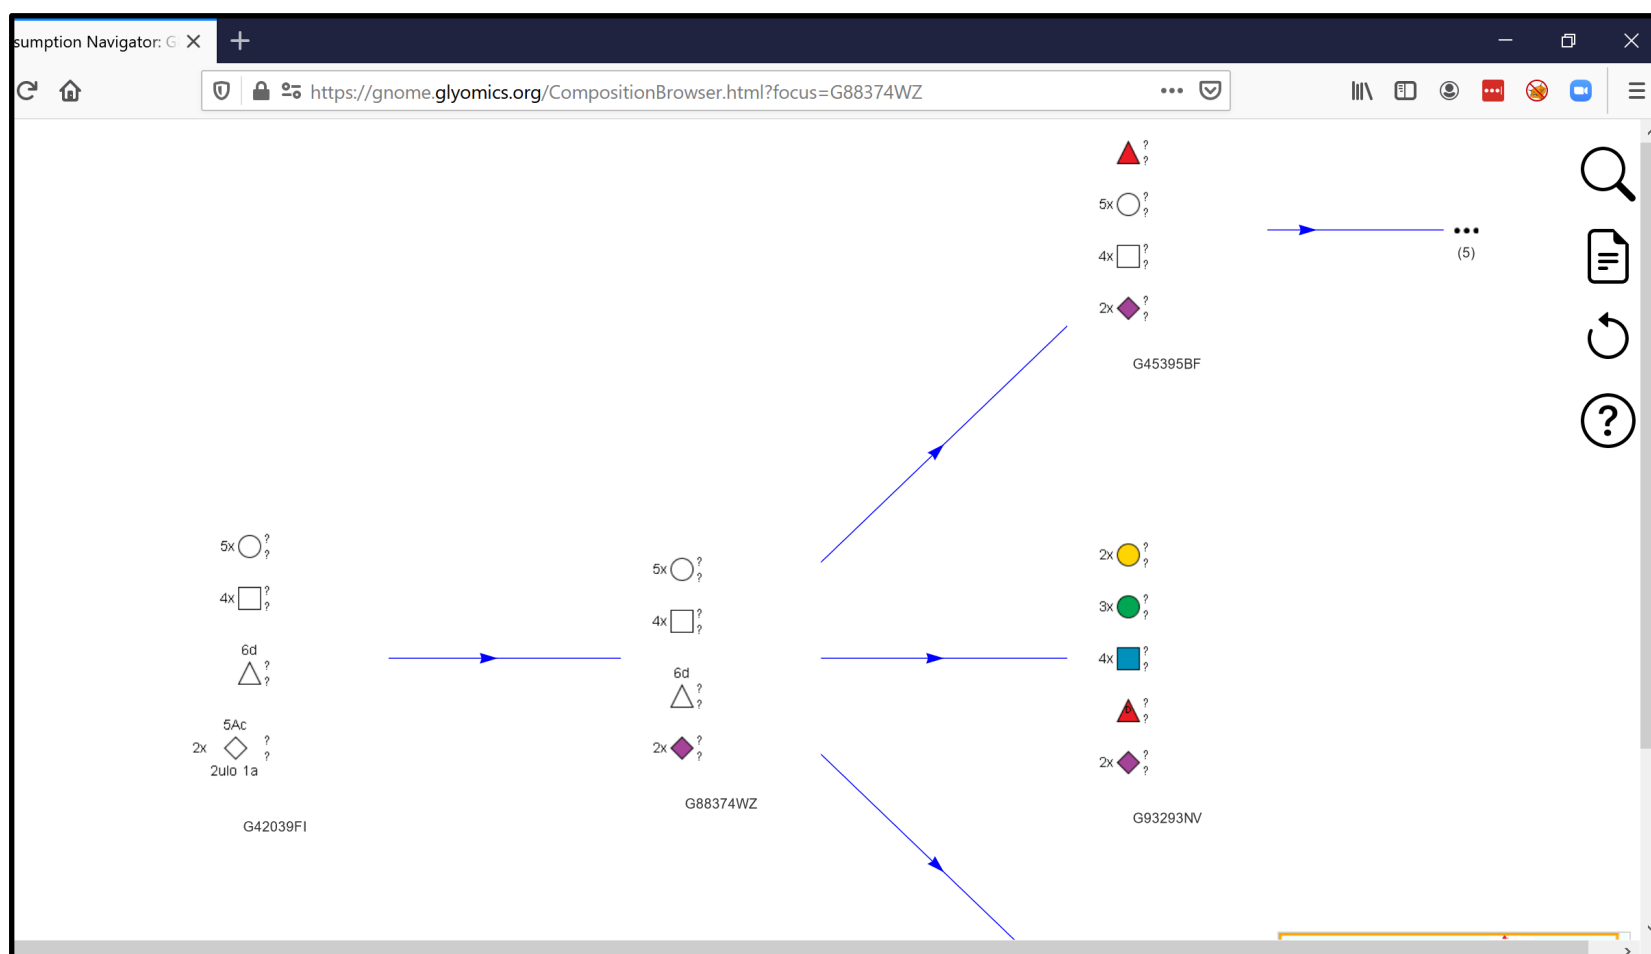 sumption Navigator: G
https://gnome.glyomics.org/CompositionBrowser.html?focus=G88374WZ
?
?
5x ?
?
4x ?
?
2x ?
?
G45395BF
(5)
?
5x ?
?
4x ?
?
6d
?
?
5Ac
2x ?
?
2ulo 1a
G42039FI
5x ?
?
4x ?
?
6d
?
?
2x ?
?
G88374WZ
2x ?
?
3x ?
?
4x ?
?
D ?
?
2x ?
?
G93293NV